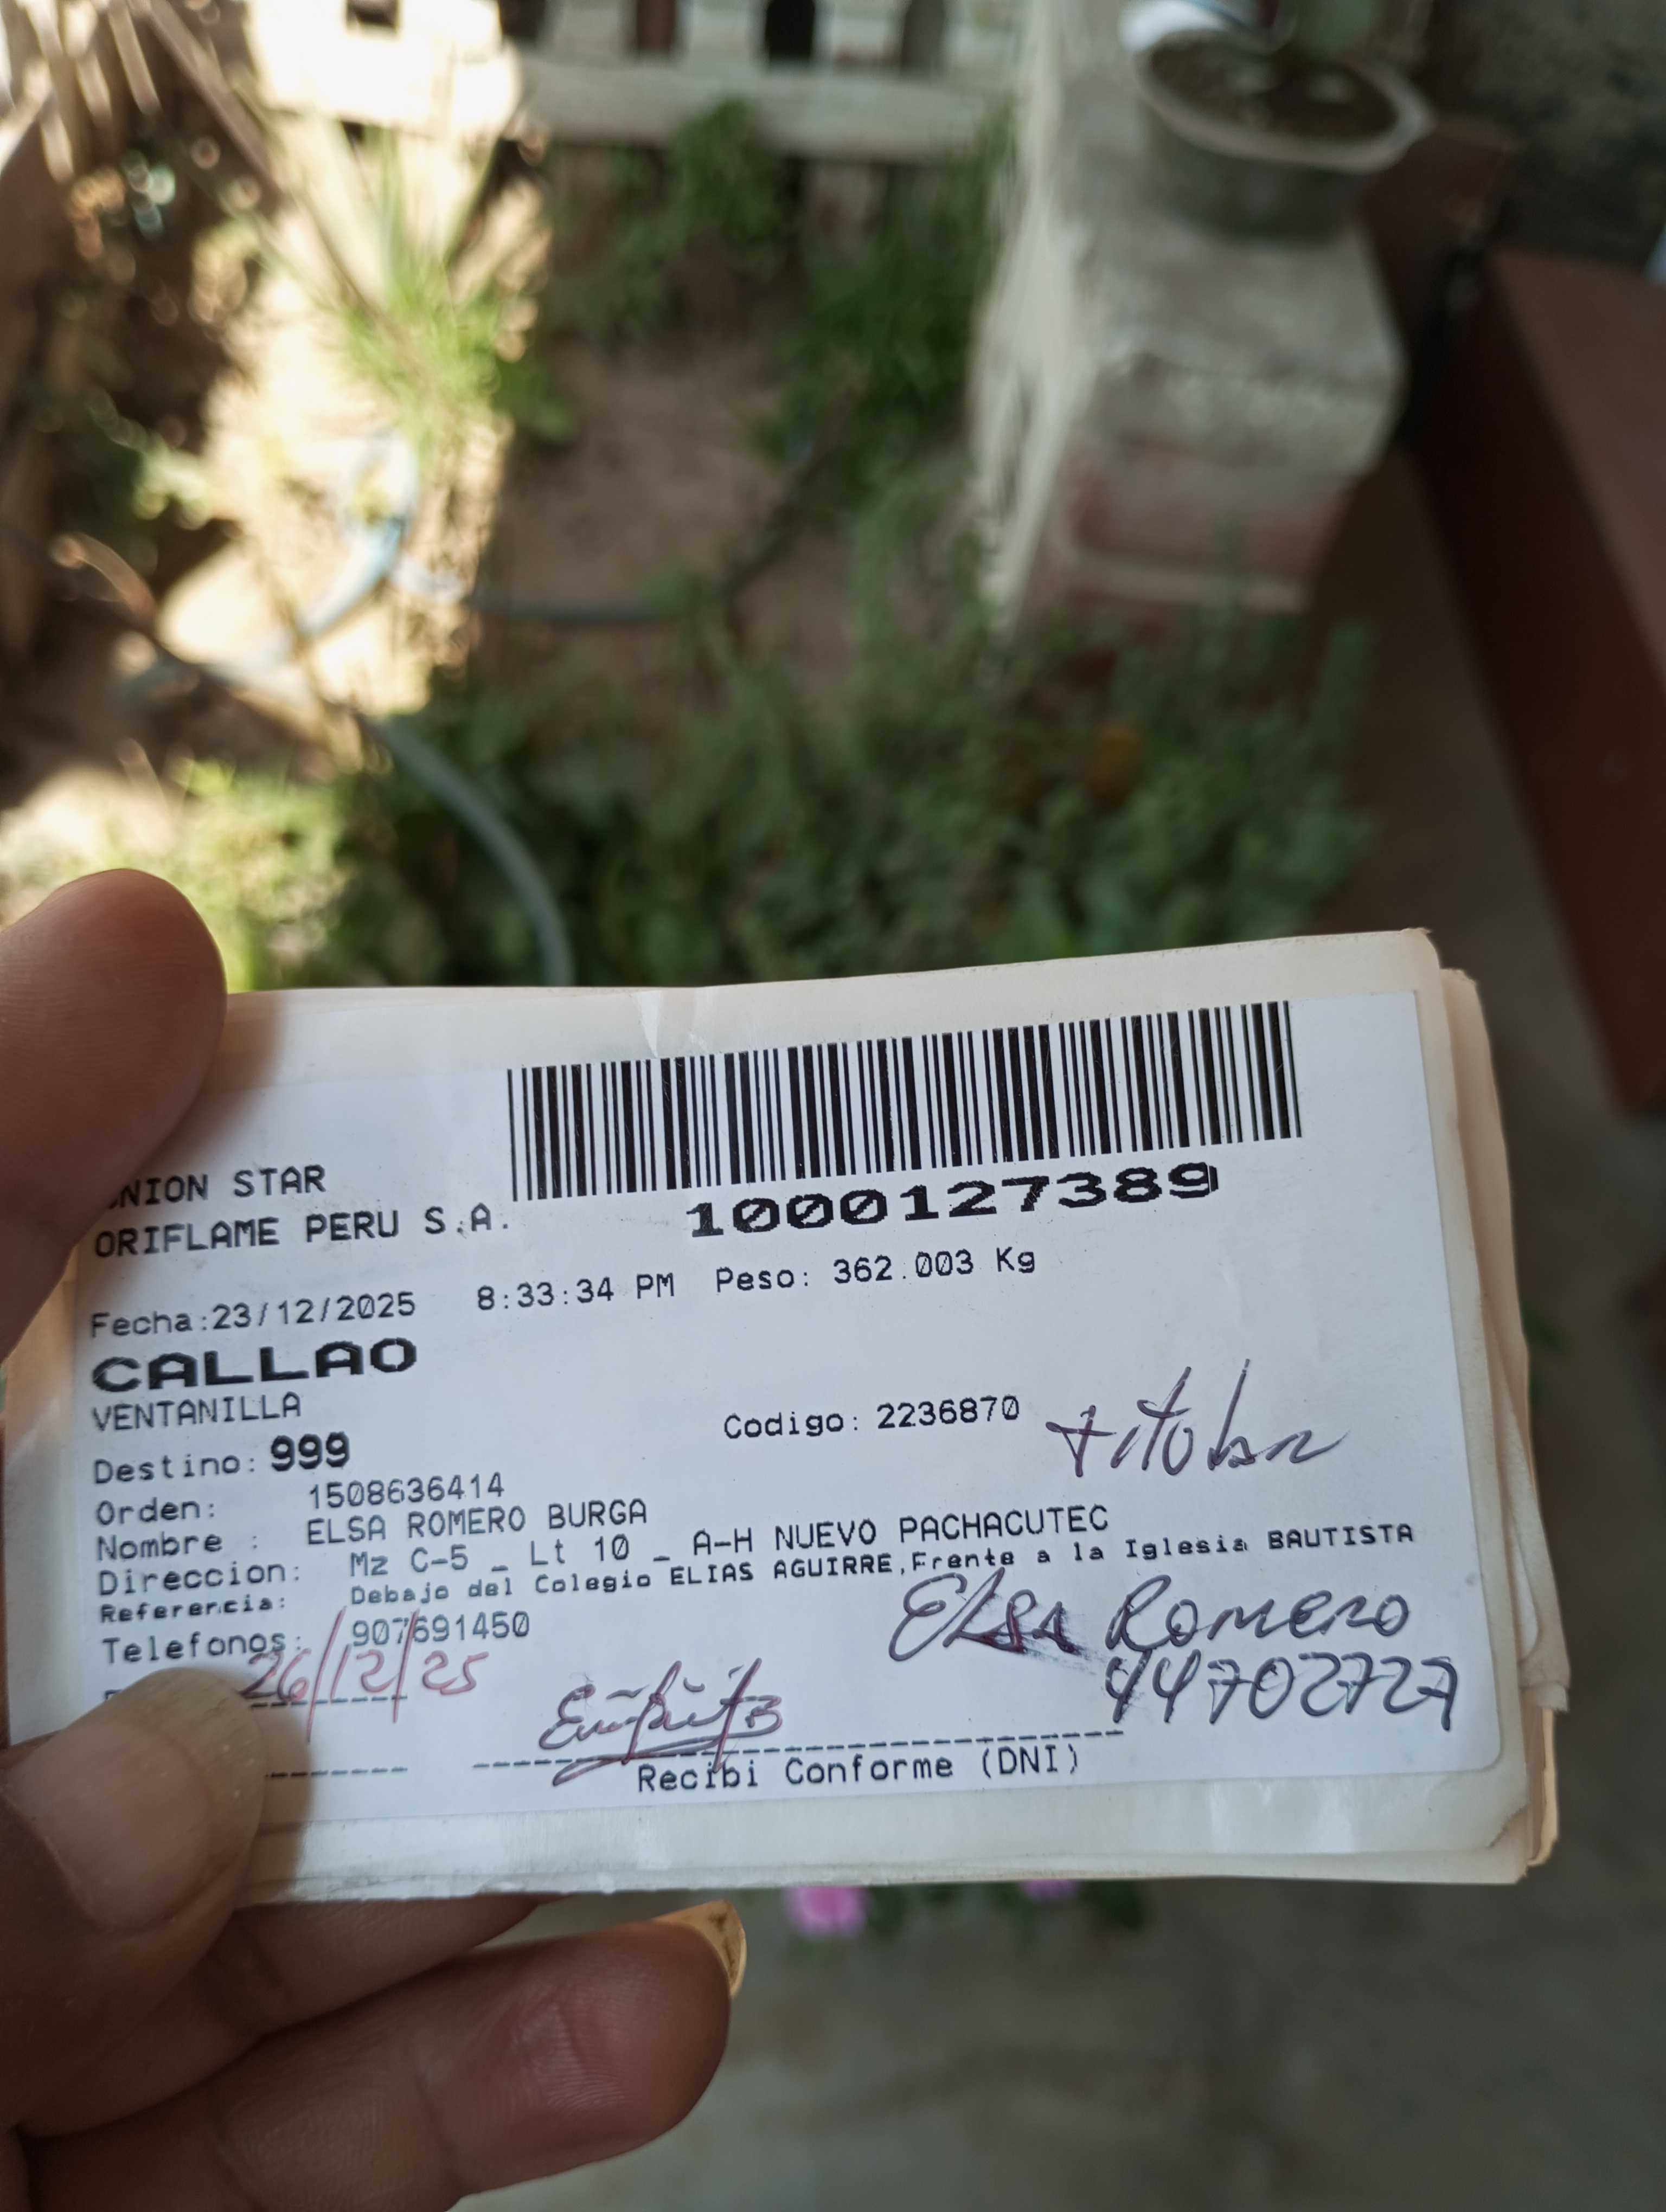 NION STAR
ORIFLAME PERU S.A.
1000127389
Fecha:23/12/2025 8:33:34 PM Peso: 362.003 Kg
CALLAO
VENTANILLA
Codigo: 2236870
Destino: 999
Orden: 1508636414
Nombre : ELSA ROMERO BURGA
Direccion: Mz C-5 _ Lt 10 _ A-H NUEVO PACHACUTEC
Referencia: Debajo del Colegio ELIAS AGUIRRE,Frente a la Iglesia BAUTISTA
Telefonos: 907691450
Elsa Romero
44702727
26/12/25
Recibi Conforme (DNI)